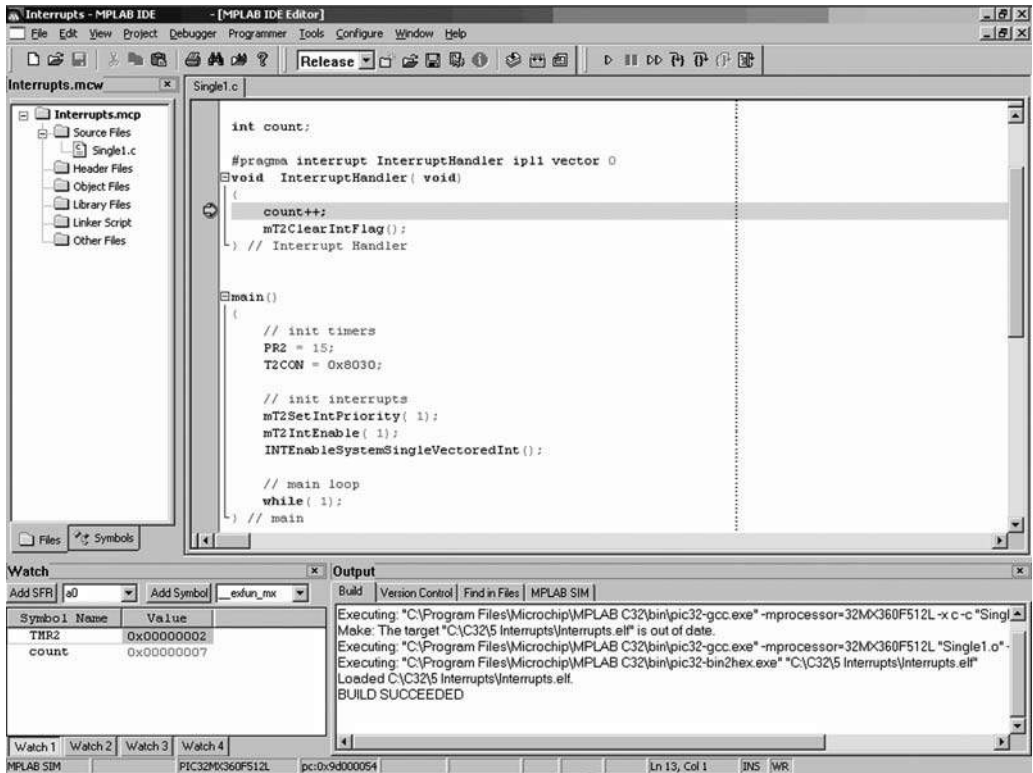 Interrupts - MPLAB IDE - [MPLAB IDE Editor]
File Edit View Project Debugger Programmer Tools Configure Window Help
Release
Interrupts.mcw
Single1.c
Interrupts.mcp
Source Files
Single1.c
Header Files
Object Files
Library Files
Linker Script
Other Files
Files Symbols
int count;
#pragma interrupt InterruptHandler ipl1 vector 0
void InterruptHandler( void)
{
count++;
mT2ClearIntFlag();
} // Interrupt Handler
main()
{
// init timers
PR2 = 15;
T2CON = 0x8030;
// init interrupts
mT2SetIntPriority( 1);
mT2IntEnable( 1);
INTEnableSystemSingleVectoredInt();
// main loop
while( 1);
} // main
Watch
Add SFR a0 Add Symbol __exfun_mx
Symbol Name Value
TMR2 0x00000002
count 0x00000007
Watch 1 Watch 2 Watch 3 Watch 4
Output
Build Version Control Find in Files MPLAB SIM
Executing: "C:\Program Files\Microchip\MPLAB C32\bin\pic32-gcc.exe" -mprocessor=32MX360F512L -x c -c "Singl
Make: The target "C:\C32\5 Interrupts\Interrupts.elf" is out of date.
Executing: "C:\Program Files\Microchip\MPLAB C32\bin\pic32-gcc.exe" -mprocessor=32MX360F512L "Single1.o" -
Executing: "C:\Program Files\Microchip\MPLAB C32\bin\pic32-bin2hex.exe" "C:\C32\5 Interrupts\Interrupts.elf"
Loaded C:\C32\5 Interrupts\Interrupts.elf.
BUILD SUCCEEDED
MPLAB SIM PIC32MX360F512L pc:0x9d000054 Ln 13, Col 1 INS WR